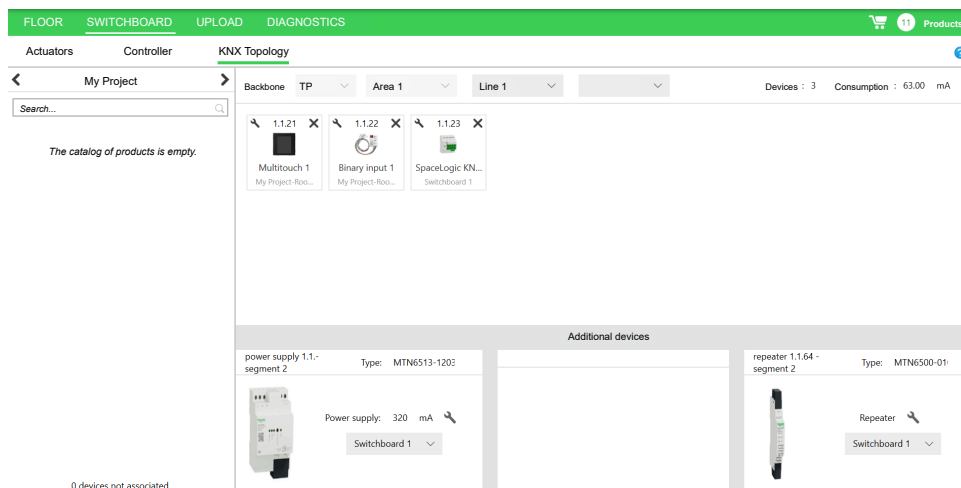 FLOOR SWITCHBOARD UPLOAD DIAGNOSTICS 11 Products
Actuators Controller KNX Topology
My Project
Search...
The catalog of products is empty.
0 devices not associated
Backbone TP Area 1 Line 1 Devices : 3 Consumption : 63.00 mA
1.1.21
Multitouch 1
My Project-Roo...
1.1.22
Binary input 1
My Project-Roo...
1.1.23
SpaceLogic KN...
Switchboard 1
Additional devices
power supply 1.1.-
segment 2
Type: MTN6513-1203
Power supply: 320 mA
Switchboard 1
repeater 1.1.64 -
segment 2
Type: MTN6500-01
Repeater
Switchboard 1